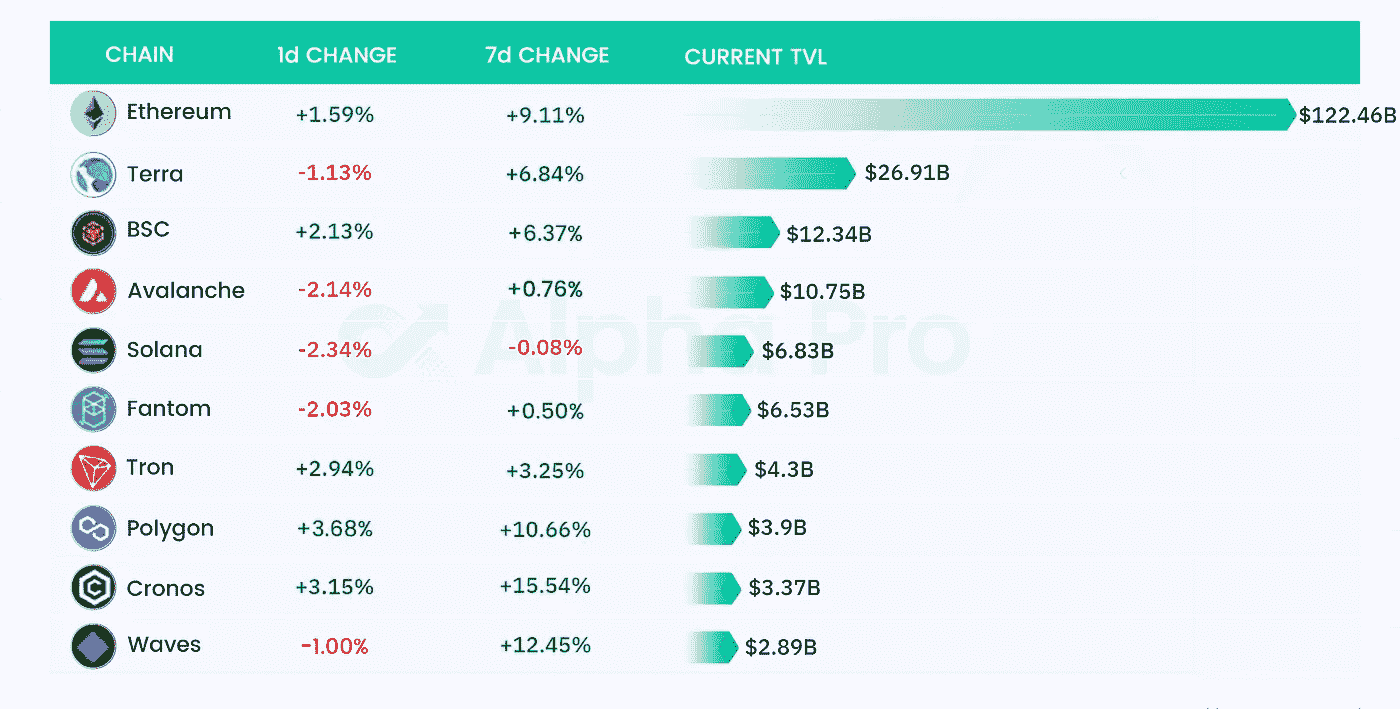 CHAIN 1d CHANGE 7d CHANGE CURRENT TVL
Ethereum +1.59% +9.11% $122.46B
Terra -1.13% +6.84% $26.91B
BSC +2.13% +6.37% $12.34B
Avalanche -2.14% +0.76% $10.75B
Solana -2.34% -0.08% $6.83B
Fantom -2.03% +0.50% $6.53B
Tron +2.94% +3.25% $4.3B
Polygon +3.68% +10.66% $3.9B
Cronos +3.15% +15.54% $3.37B
Waves -1.00% +12.45% $2.89B
Alpha Pro